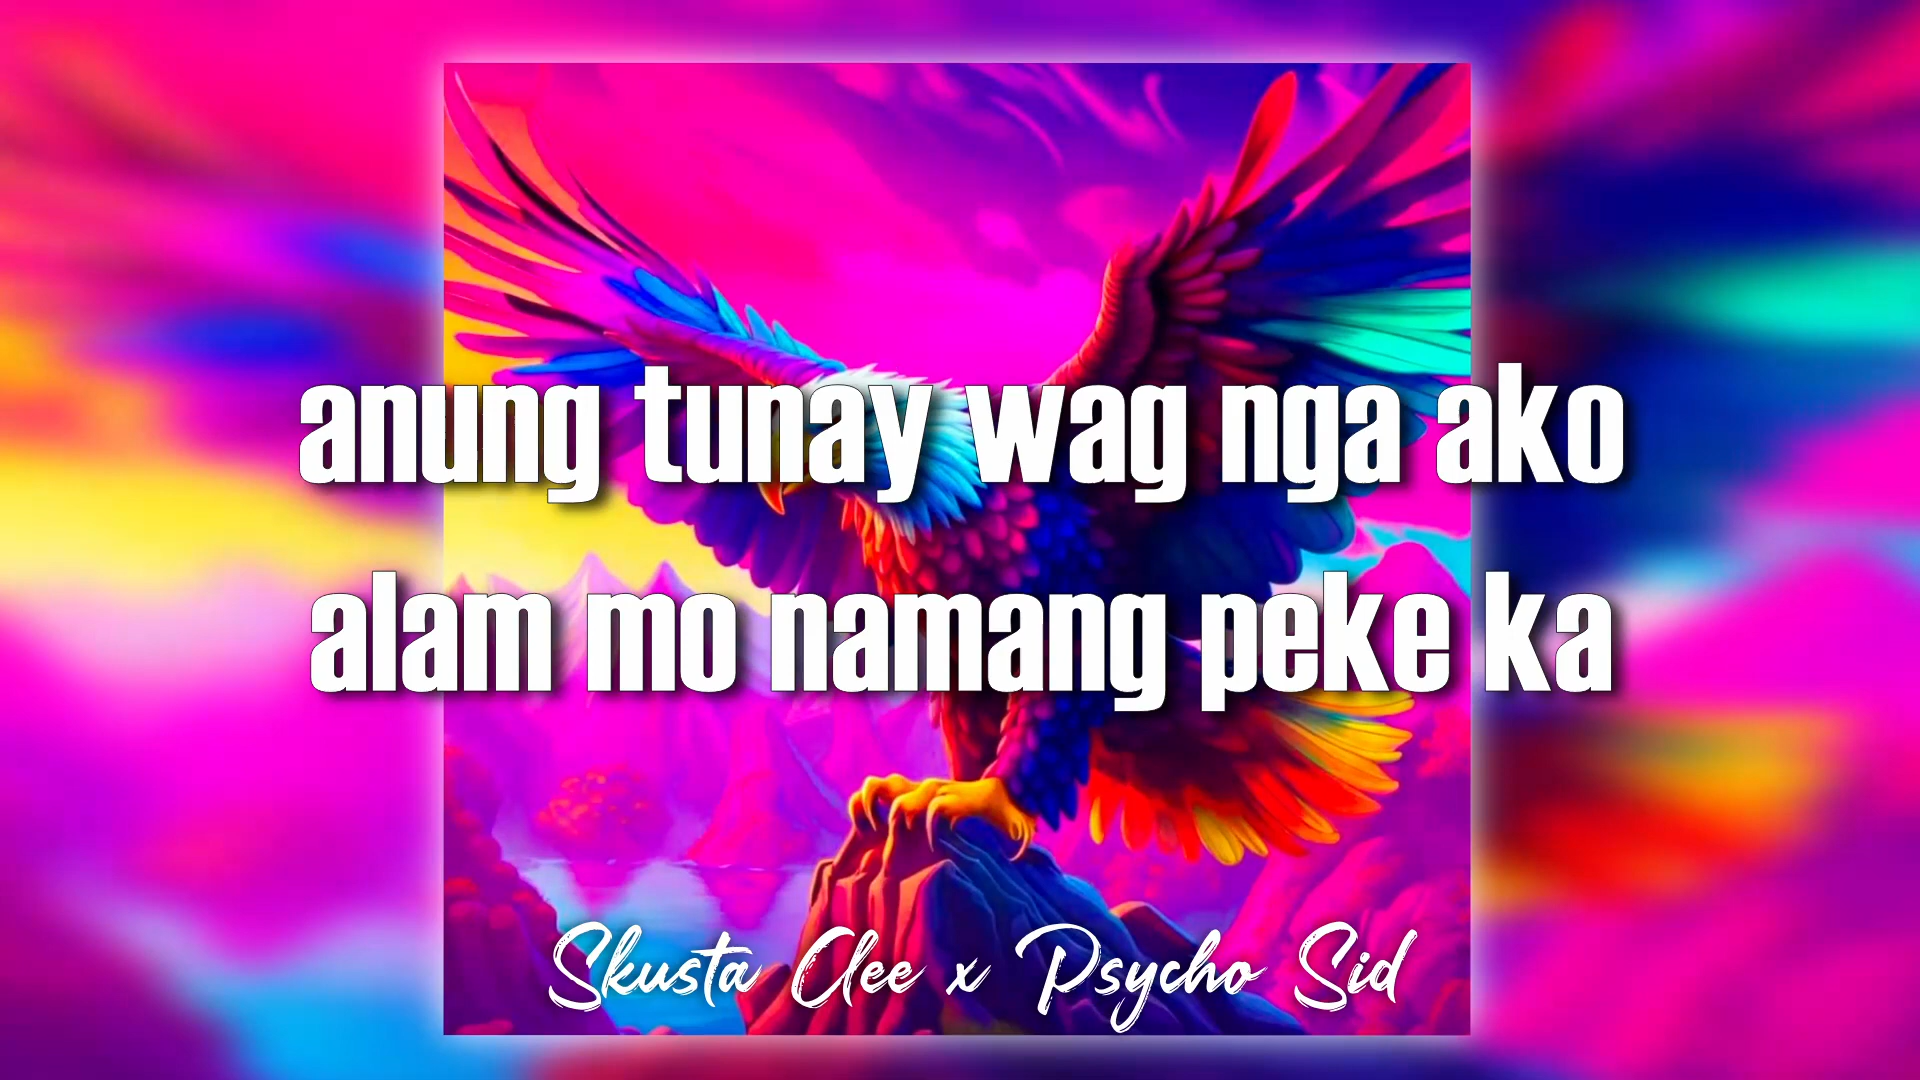 anung tunay wag nga ako
alam mo namang peke ka
Skusta Clee x Psycho Sid